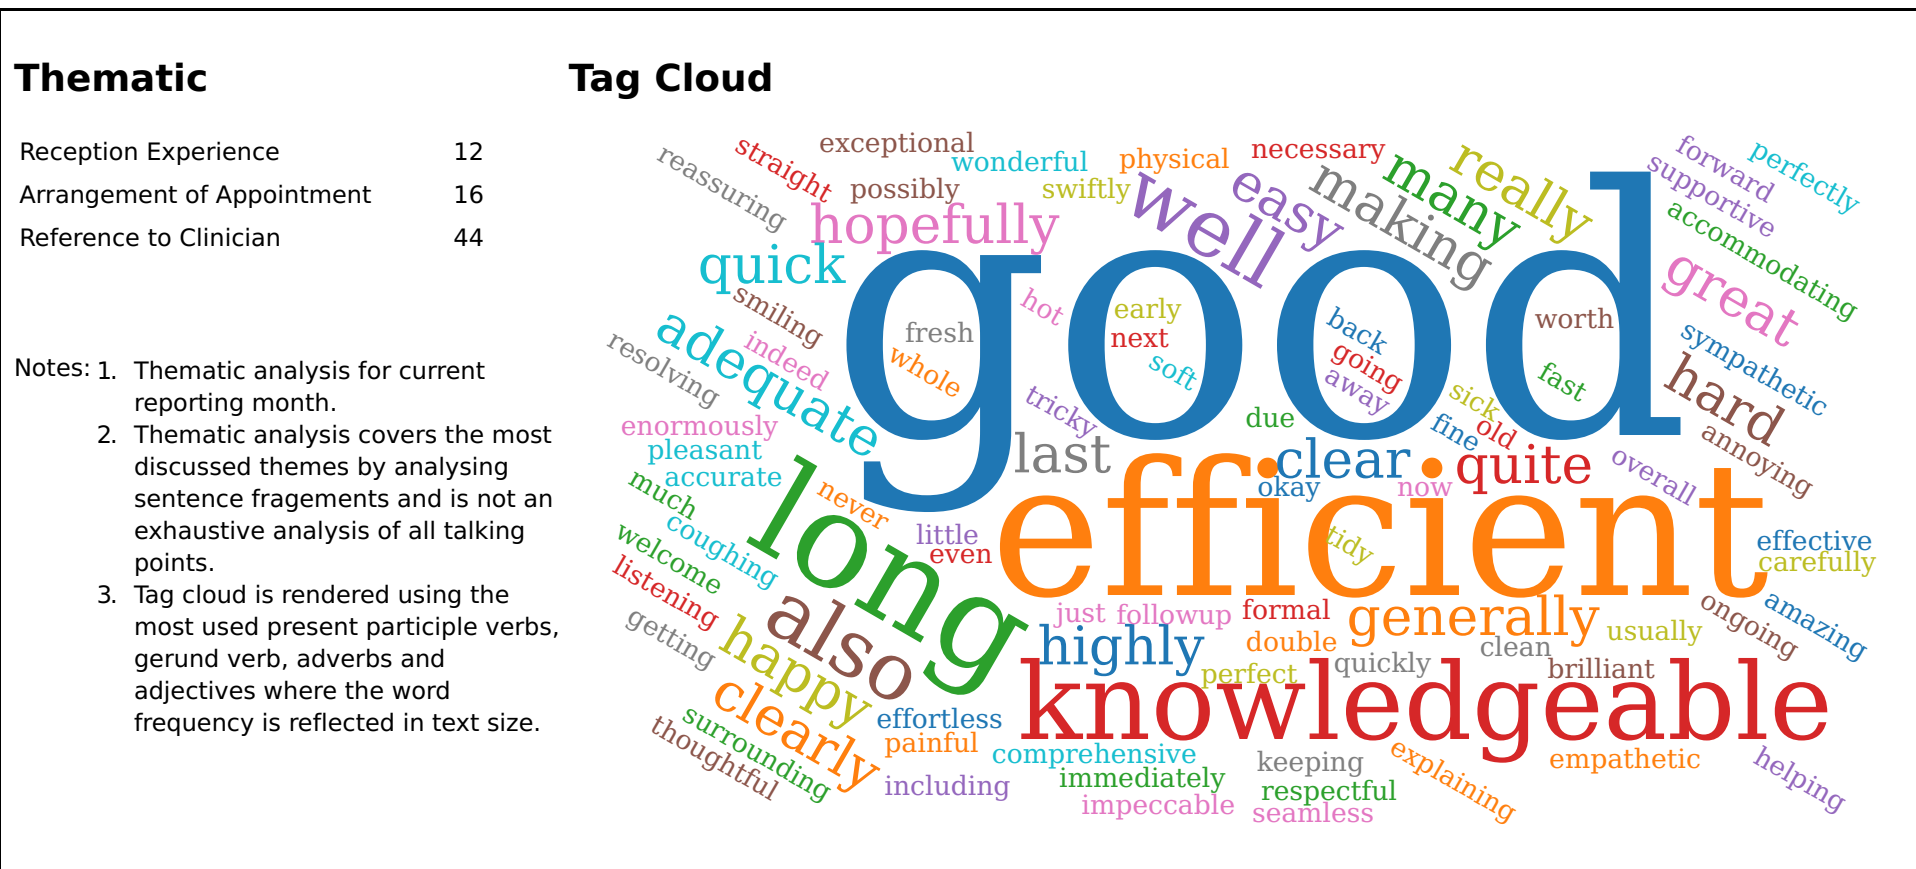 Thematic
Reception Experience 12
Arrangement of Appointment 16
Reference to Clinician 44
Notes: 1. Thematic analysis for current
reporting month.
2. Thematic analysis covers the most
discussed themes by analysing
sentence fragements and is not an
exhaustive analysis of all talking
points.
3. Tag cloud is rendered using the
most used present participle verbs,
gerund verb, adverbs and
adjectives where the word
frequency is reflected in text size.
Tag Cloud
exceptional
straight
reassuring
wonderful
physical
necessary
possibly
swiftly
hopefully
well
easy
making
many
really
forward
perfectly
supportive
accommodating
quick
good
great
smiling
adequate
indeed
resolving
fresh
whole
hot
early
next
soft
back
going
away
worth
fast
sympathetic
hard
annoying
tricky
due
sick
old
fine
enormously
pleasant
accurate
last
clear
quite
okay
now
overall
much
never
long
coughing
welcome
listening
little
even
efficient
tidy
effective
carefully
getting
happy
also
just
followup
formal
generally
usually
ongoing
amazing
highly
double
clean
quickly
brilliant
perfect
knowledgeable
clearly
surrounding
thoughtful
effortless
painful
comprehensive
including
immediately
impeccable
keeping
respectful
seamless
explaining
empathetic
helping